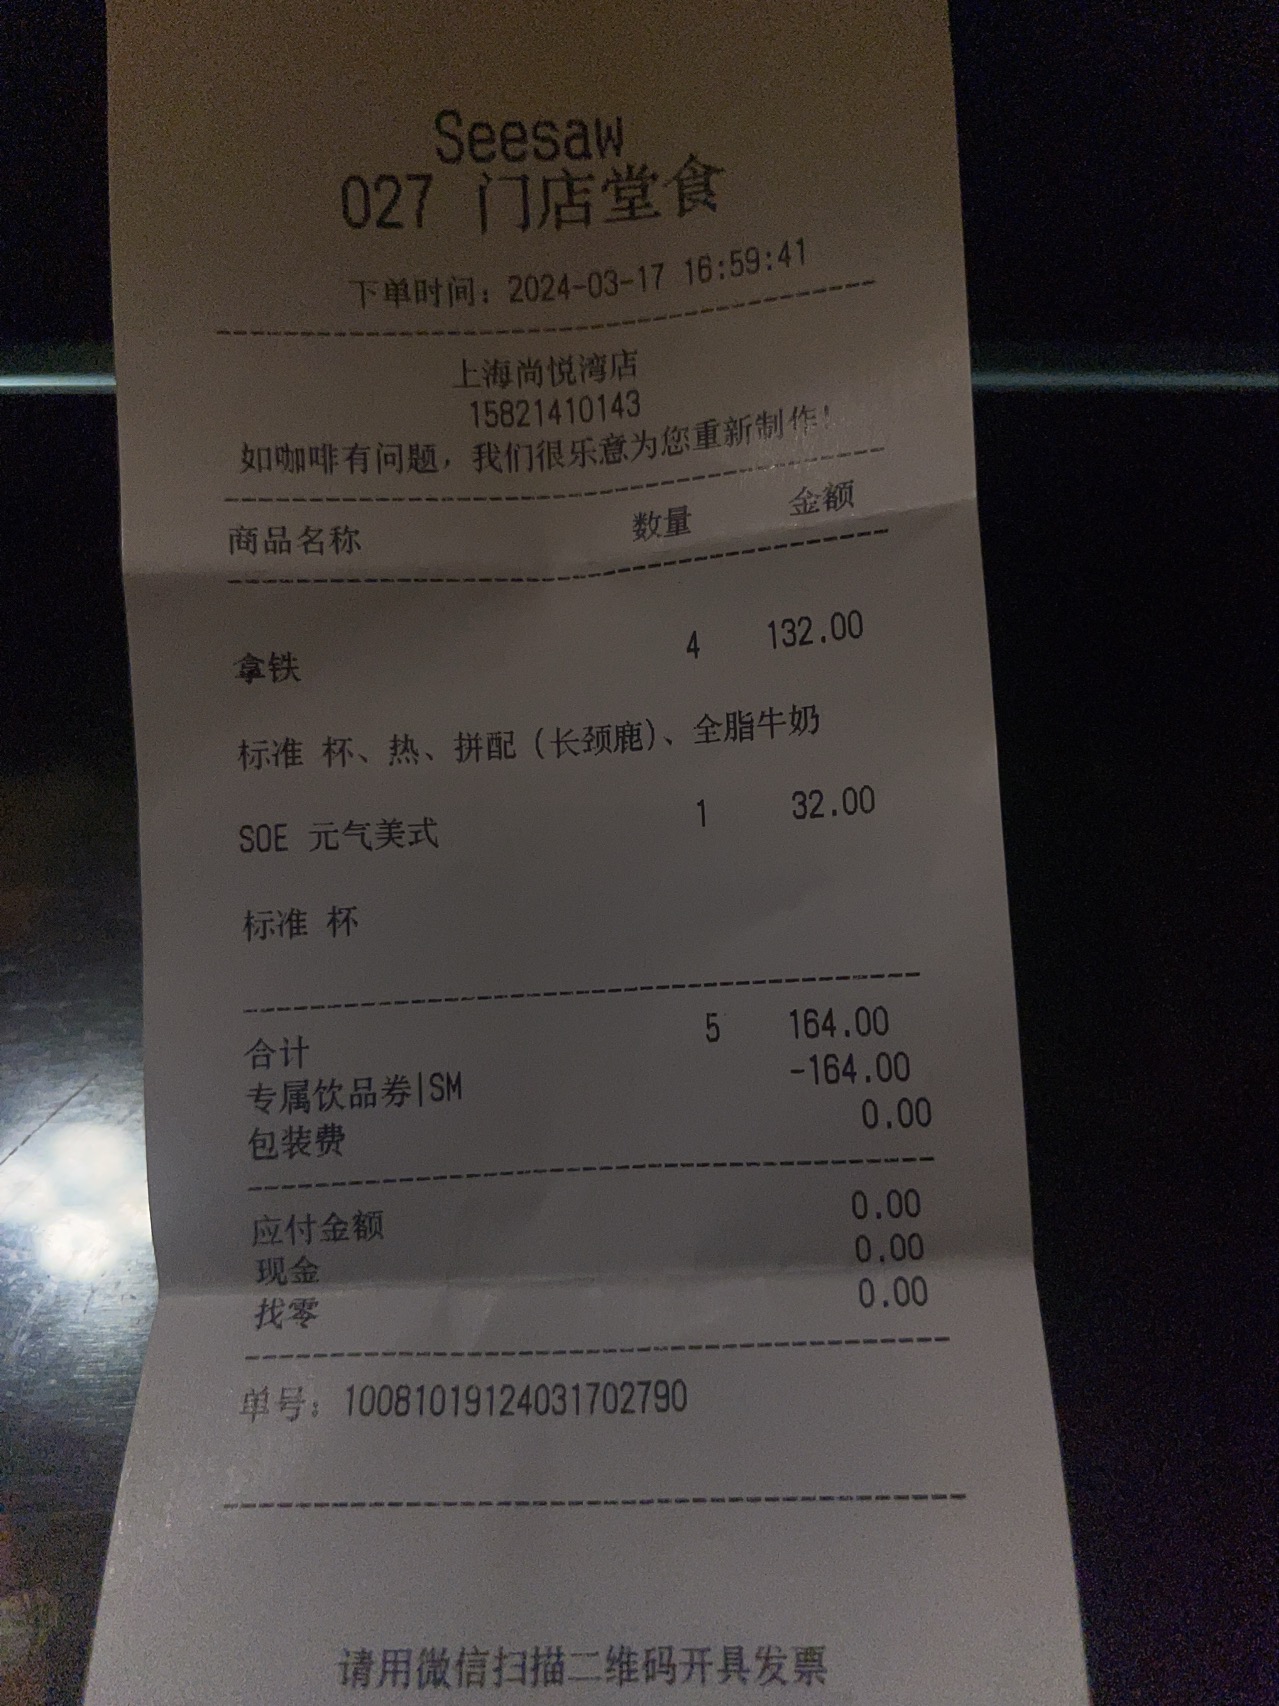 Seesaw
027 门店堂食
下单时间：2024-03-17 16:59:41
上海尚悦湾店
15821410143
如咖啡有问题，我们很乐意为您重新制作！
商品名称 数量 金额
拿铁 4 132.00
标准 杯、热、拼配（长颈鹿）、全脂牛奶
SOE 元气美式 1 32.00
标准 杯
合计 5 164.00
专属饮品券|SM -164.00
包装费 0.00
应付金额 0.00
现金 0.00
找零 0.00
单号：10081019124031702790
请用微信扫描二维码开具发票